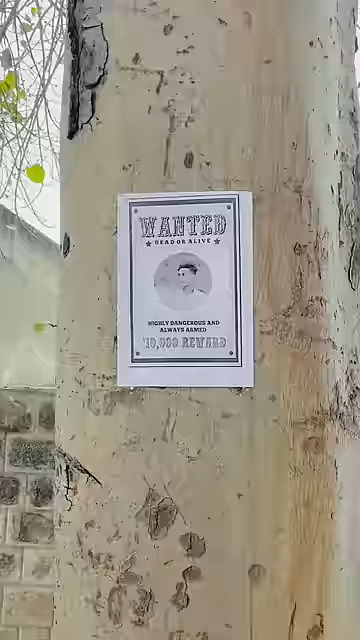 WANTED
★ DEAD OR ALIVE ★
HIGHLY DANGEROUS AND
ALWAYS ARMED
$10,000 REWARD